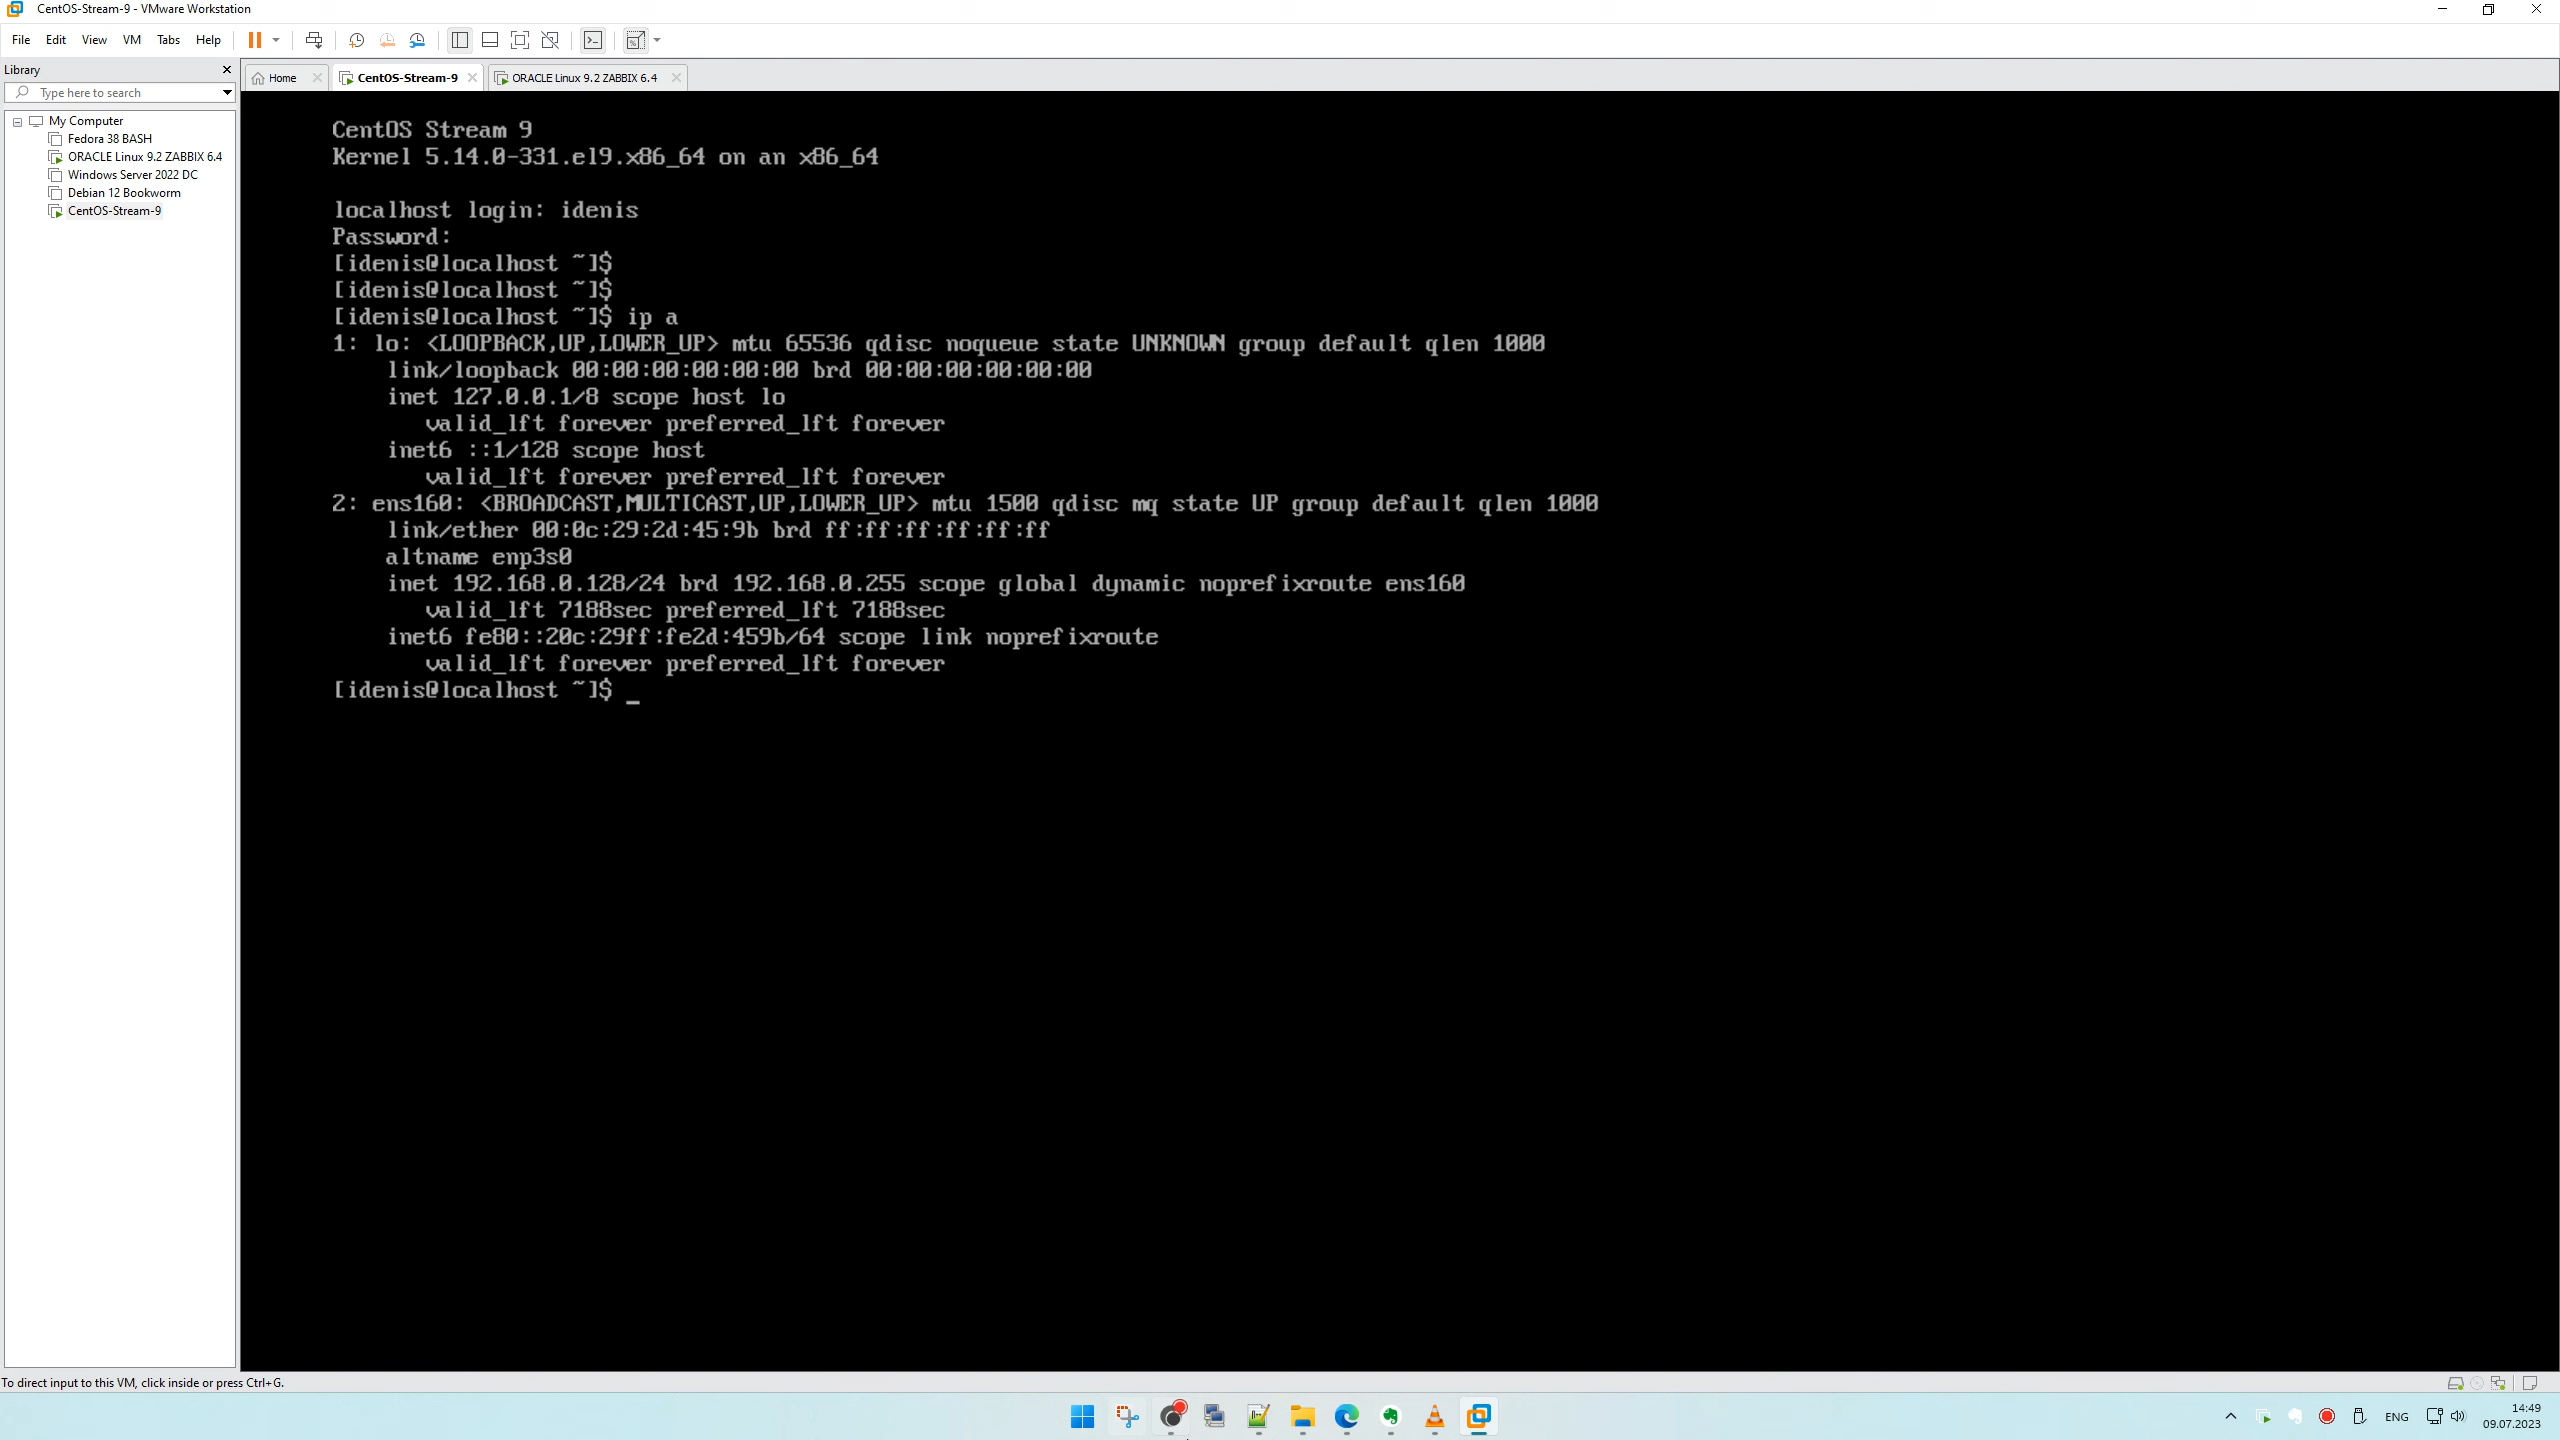 CentOS-Stream-9 - VMware Workstation
File Edit View VM Tabs Help
Library
Home CentOS-Stream-9 ORACLE Linux 9.2 ZABBIX 6.4
Type here to search
My Computer
Fedora 38 BASH
ORACLE Linux 9.2 ZABBIX 6.4
Windows Server 2022 DC
Debian 12 Bookworm
CentOS-Stream-9
CentOS Stream 9
Kernel 5.14.0-331.el9.x86_64 on an x86_64
localhost login: idenis
Password:
[idenis@localhost ~]$
[idenis@localhost ~]$
[idenis@localhost ~]$ ip a
1: lo: <LOOPBACK,UP,LOWER_UP> mtu 65536 qdisc noqueue state UNKNOWN group default qlen 1000
link/loopback 00:00:00:00:00:00 brd 00:00:00:00:00:00
inet 127.0.0.1/8 scope host lo
valid_lft forever preferred_lft forever
inet6 ::1/128 scope host
valid_lft forever preferred_lft forever
2: ens160: <BROADCAST,MULTICAST,UP,LOWER_UP> mtu 1500 qdisc mq state UP group default qlen 1000
link/ether 00:0c:29:2d:45:9b brd ff:ff:ff:ff:ff:ff
altname enp3s0
inet 192.168.0.128/24 brd 192.168.0.255 scope global dynamic noprefixroute ens160
valid_lft 7188sec preferred_lft 7188sec
inet6 fe80::20c:29ff:fe2d:459b/64 scope link noprefixroute
valid_lft forever preferred_lft forever
[idenis@localhost ~]$ _
To direct input to this VM, click inside or press Ctrl+G.
ENG
14:49
09.07.2023